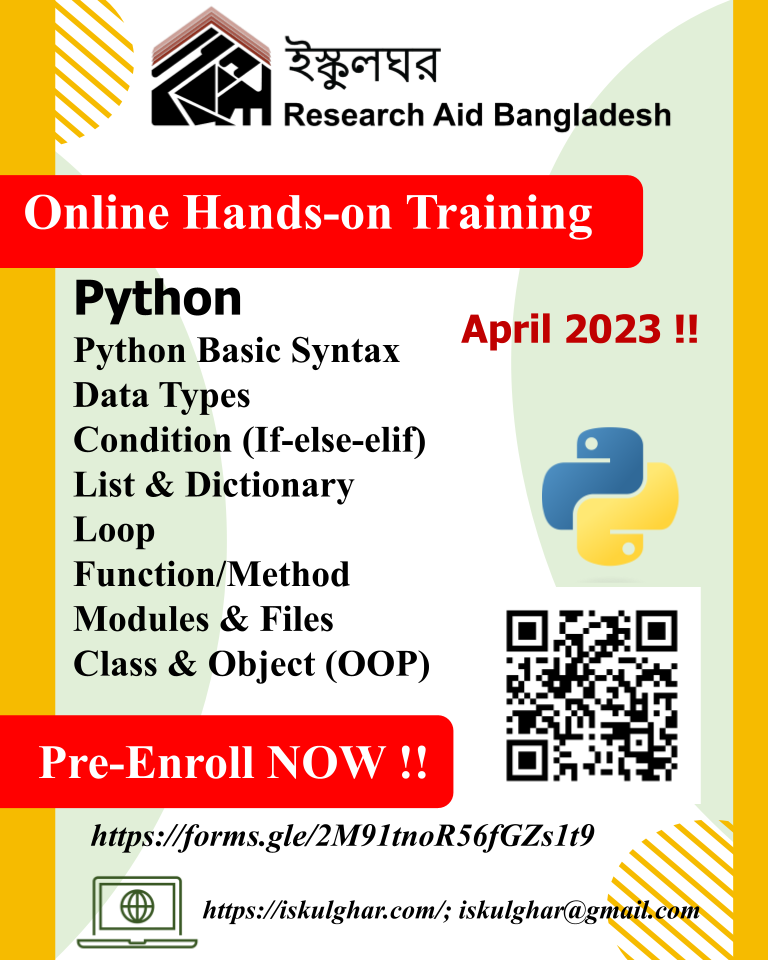 ইস্কুলঘর
Research Aid Bangladesh
Online Hands-on Training
Python
April 2023 !!
Python Basic Syntax
Data Types
Condition (If-else-elif)
List & Dictionary
Loop
Function/Method
Modules & Files
Class & Object (OOP)
Pre-Enroll NOW !!
https://forms.gle/2M91tnoR56fGZs1t9
https://iskulghar.com/; iskulghar@gmail.com